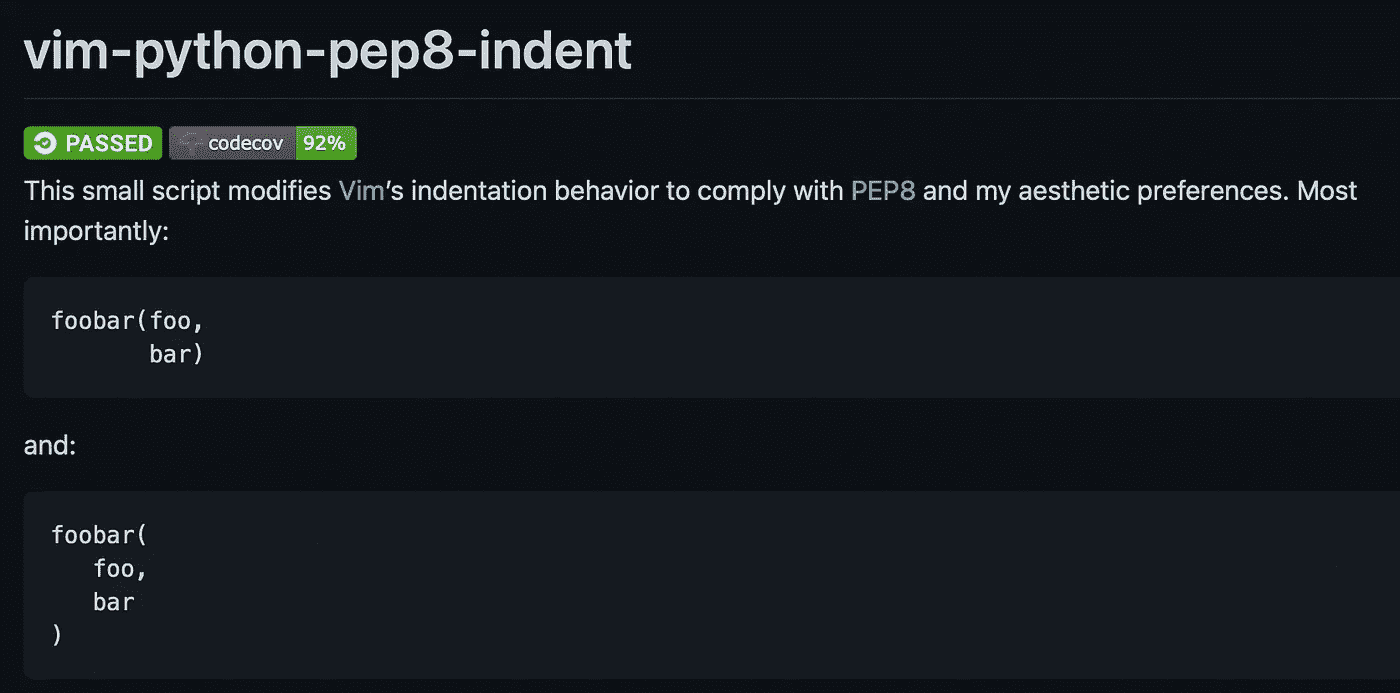 vim-python-pep8-indent
PASSED codecov 92%
This small script modifies Vim’s indentation behavior to comply with PEP8 and my aesthetic preferences. Most
importantly:
foobar(foo,
       bar)
and:
foobar(
   foo,
   bar
)